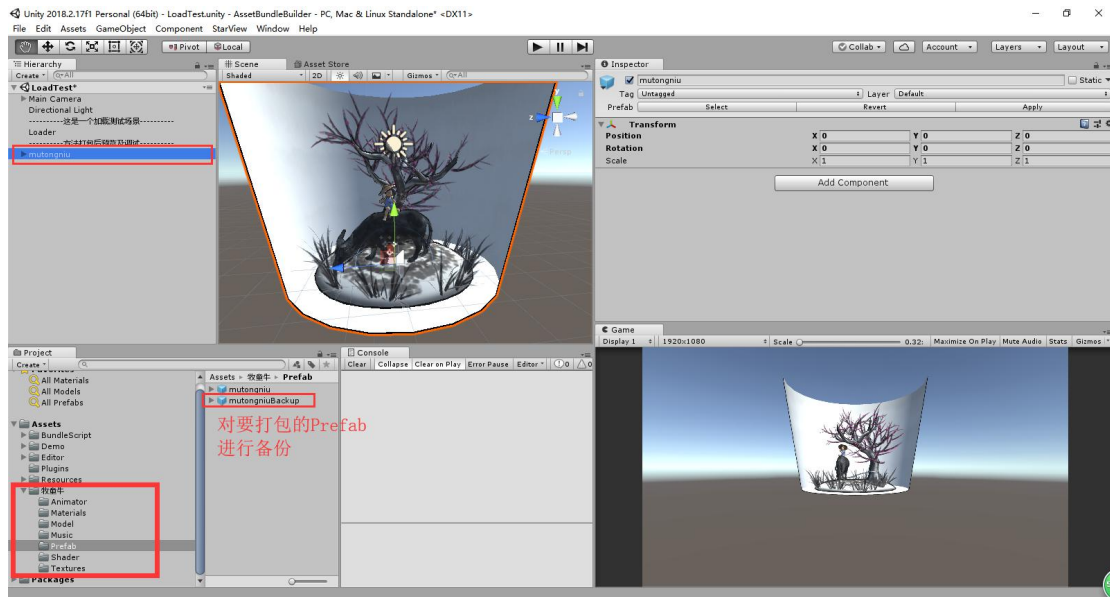 Unity 2018.2.17f1 Personal (64bit) - LoadTest.unity - AssetBundleBuilder - PC, Mac & Linux Standalone* <DX11>
File Edit Assets GameObject Component StarView Window Help
Pivot Local Collab Account Layers Layout
Hierarchy
Create All
LoadTest*
Main Camera
Directional Light
----------这是一个加载测试场景----------
Loader
mutongniu
Scene Asset Store
Shaded 2D Gizmos All
z
Persp
Inspector
mutongniu Static
Tag Untagged Layer Default
Prefab Select Revert Apply
Transform
Position X 0 Y 0 Z 0
Rotation X 0 Y 0 Z 0
Scale X 1 Y 1 Z 1
Add Component
Game
Display 1 1920x1080 Scale 0.32x Maximize On Play Mute Audio Stats Gizmos
Project
Create
Favorites
All Materials
All Models
All Prefabs
Assets
BundleScript
Demo
Editor
Plugins
Resources
牧童牛
Animator
Materials
Model
Music
Prefab
Shader
Textures
Packages
Assets ▸ 牧童牛 ▸ Prefab
mutongniu
mutongniuBackup
对要打包的Prefab
进行备份
Console
Clear Collapse Clear on Play Error Pause Editor 0 0